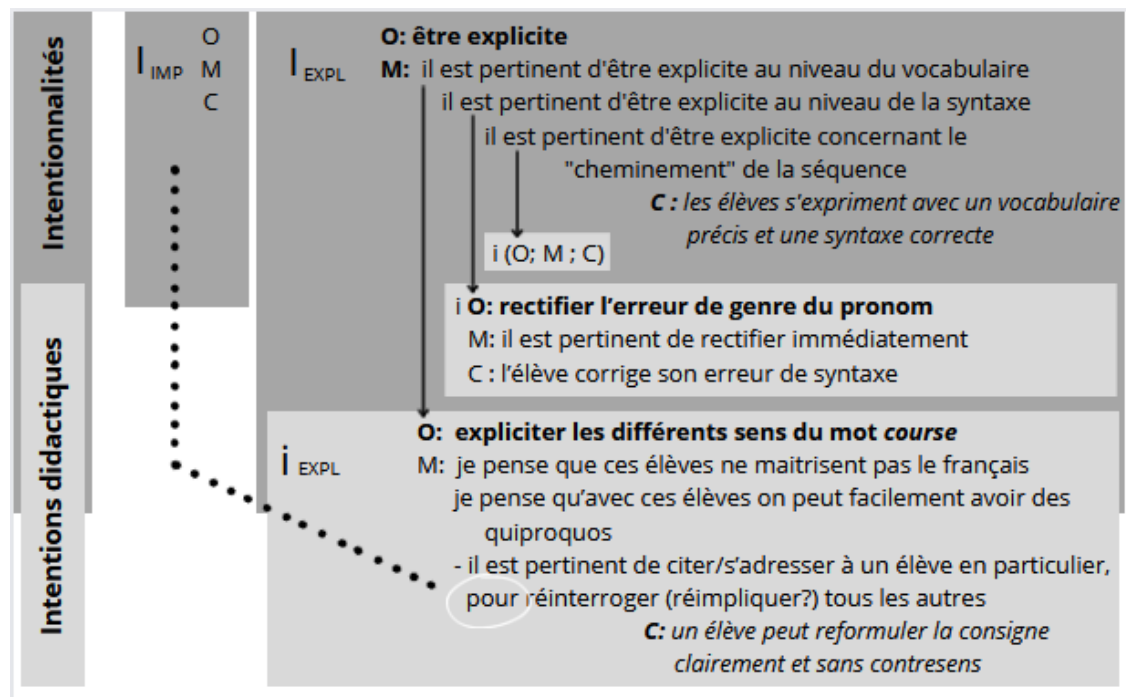 Intentionnalités
Intentions didactiques
I IMP
O
M
C
I EXPL
O: être explicite
M: il est pertinent d'être explicite au niveau du vocabulaire
il est pertinent d'être explicite au niveau de la syntaxe
il est pertinent d'être explicite concernant le
"cheminement" de la séquence
C : les élèves s'expriment avec un vocabulaire
précis et une syntaxe correcte
i (O; M ; C)
i O: rectifier l’erreur de genre du pronom
M: il est pertinent de rectifier immédiatement
C : l’élève corrige son erreur de syntaxe
i EXPL
O: expliciter les différents sens du mot course
M: je pense que ces élèves ne maitrisent pas le français
je pense qu’avec ces élèves on peut facilement avoir des
quiproquos
- il est pertinent de citer/s’adresser à un élève en particulier,
pour réinterroger (réimpliquer?) tous les autres
C: un élève peut reformuler la consigne
clairement et sans contresens